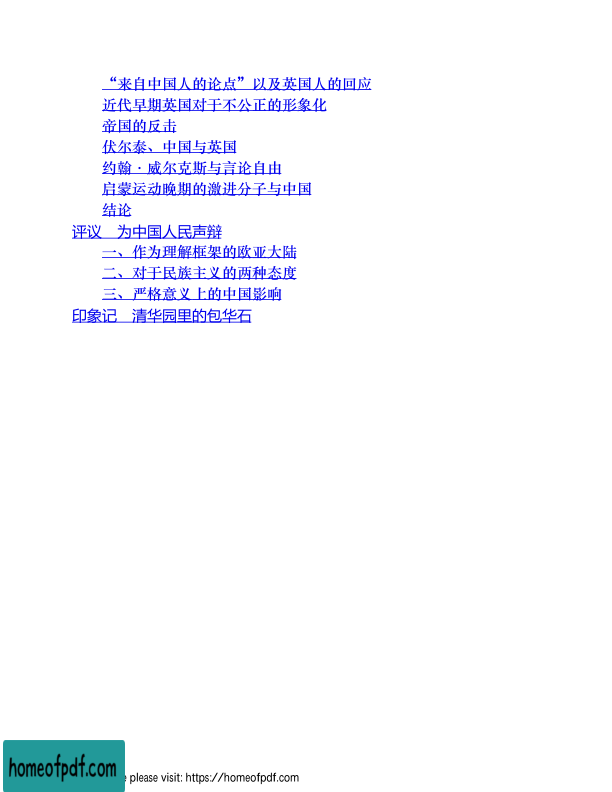 “来自中国人的论点”以及英国人的回应
近代早期英国对于不公正的形象化
帝国的反击
伏尔泰、中国与英国
约翰·威尔克斯与言论自由
启蒙运动晚期的激进分子与中国
结论
评议　为中国人民声辩
一、作为理解框架的欧亚大陆
二、对于民族主义的两种态度
三、严格意义上的中国影响
印象记　清华园里的包华石
homeofpdf.com
please visit: https://homeofpdf.com